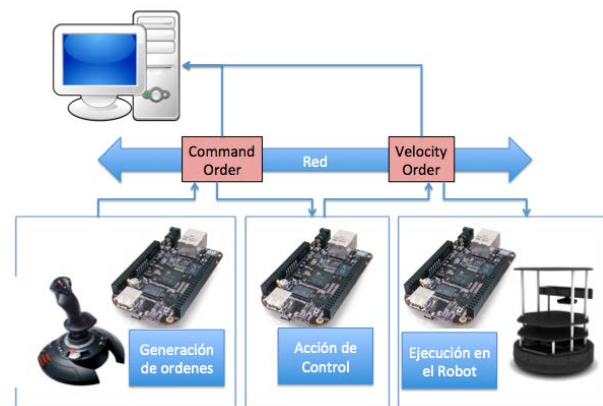 Command
Order
Red
Velocity
Order
Generación
de ordenes
Acción de
Control
Ejecución en
el Robot